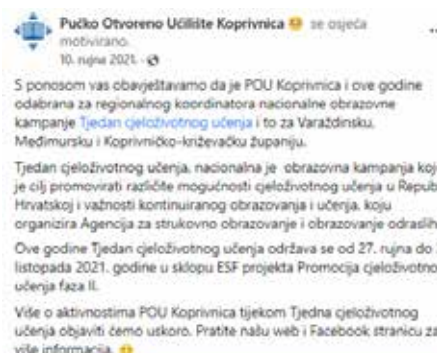 Pučko Otvoreno Učilište Koprivnica 😊 se osjeća
motivirano.
10. rujna 2021. ·
S ponosom vas obavještavamo da je POU Koprivnica i ove godine
odabrana za regionalnog koordinatora nacionalne obrazovne
kampanje Tjedan cjeloživotnog učenja i to za Varaždinsku,
Međimursku i Koprivničko-križevačku županiju.
Tjedan cjeloživotnog učenja, nacionalna je obrazovna kampanja koj
je cilj promovirati različite mogućnosti cjeloživotnog učenja u Republ
Hrvatskoj i važnosti kontinuiranog obrazovanja i učenja, koju
organizira Agencija za strukovno obrazovanje i obrazovanje odraslih
Ove godine Tjedan cjeloživotnog učenja održava se od 27. rujna do
listopada 2021. godine u sklopu ESF projekta Promocija cjeloživotno
učenja faza II.
Više o aktivnostima POU Koprivnica tijekom Tjedna cjeloživotnog
učenja objaviti ćemo uskoro. Pratite našu web i Facebook stranicu za
više informacija. 😊